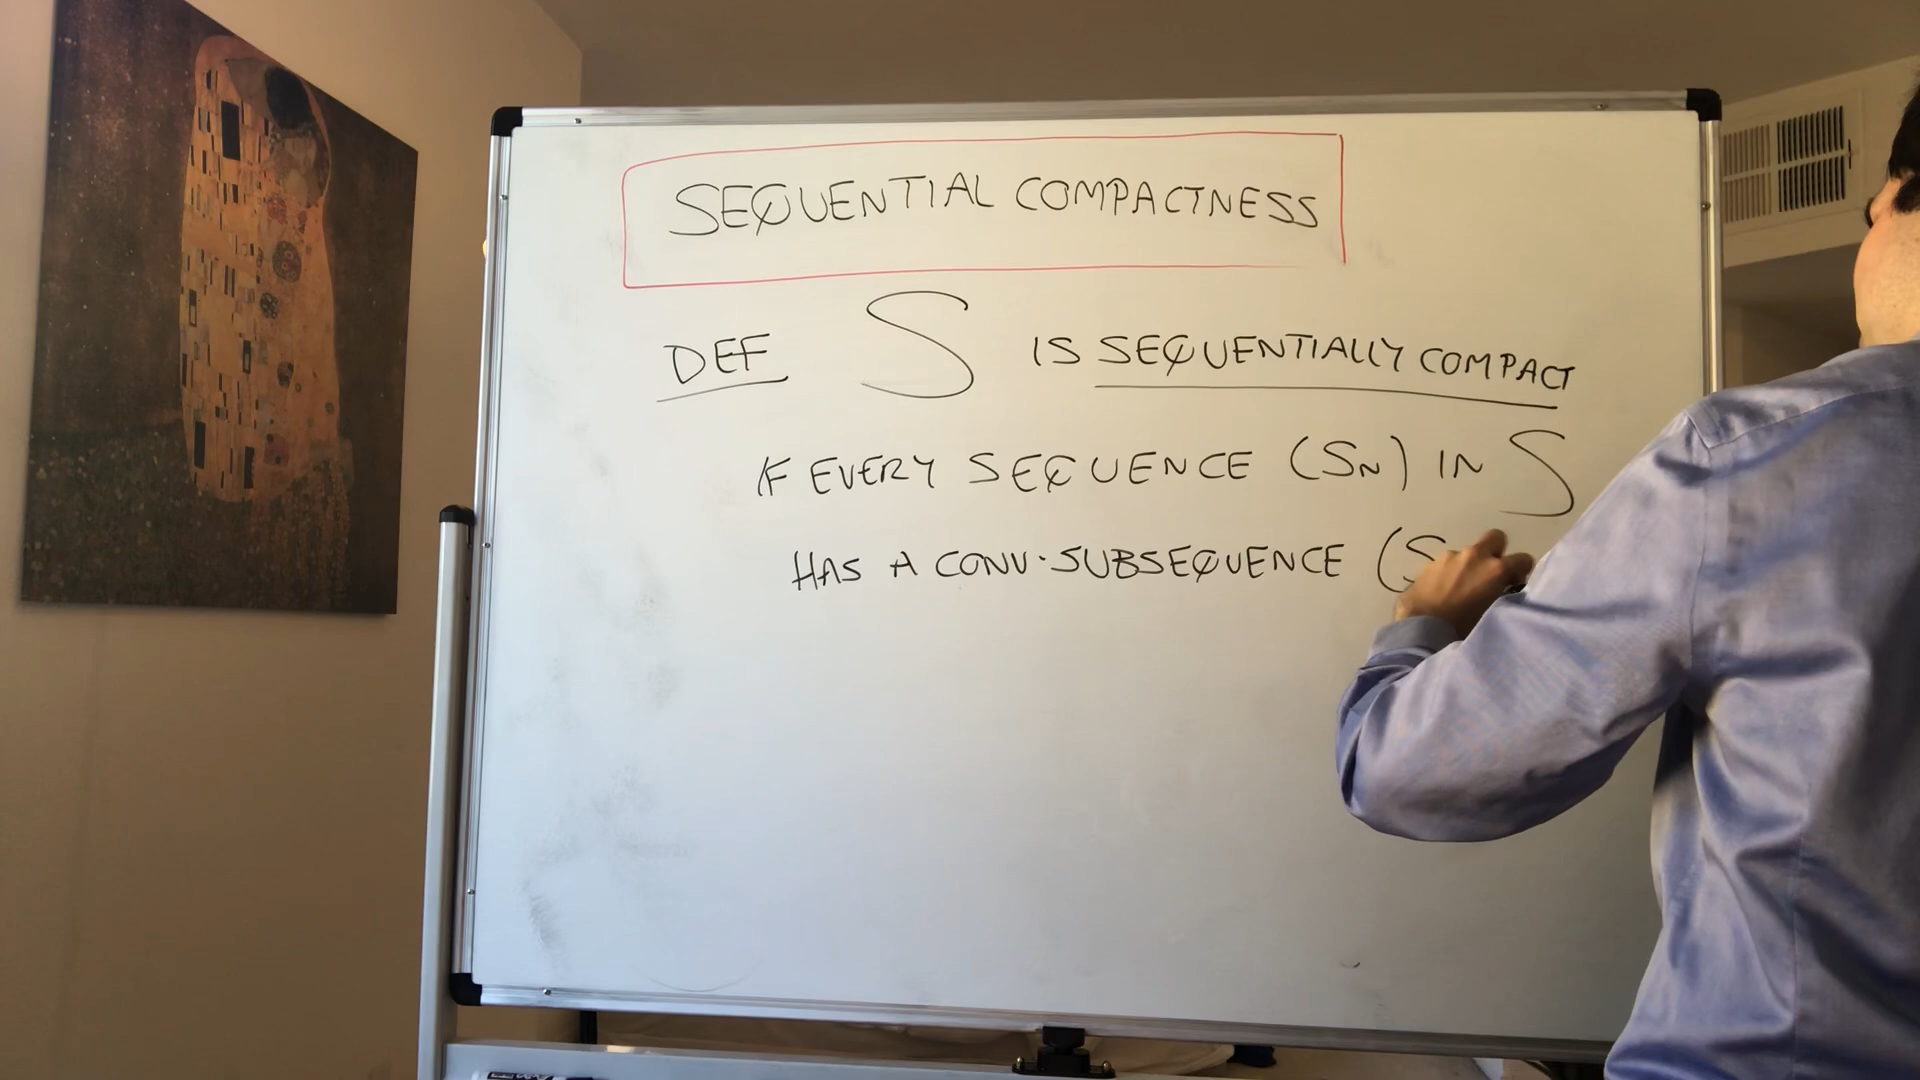 SEQUENTIAL COMPACTNESS
DEF S IS SEQUENTIALLY COMPACT
IF EVERY SEQUENCE (SN) IN S
HAS A CONV. SUBSEQUENCE (S